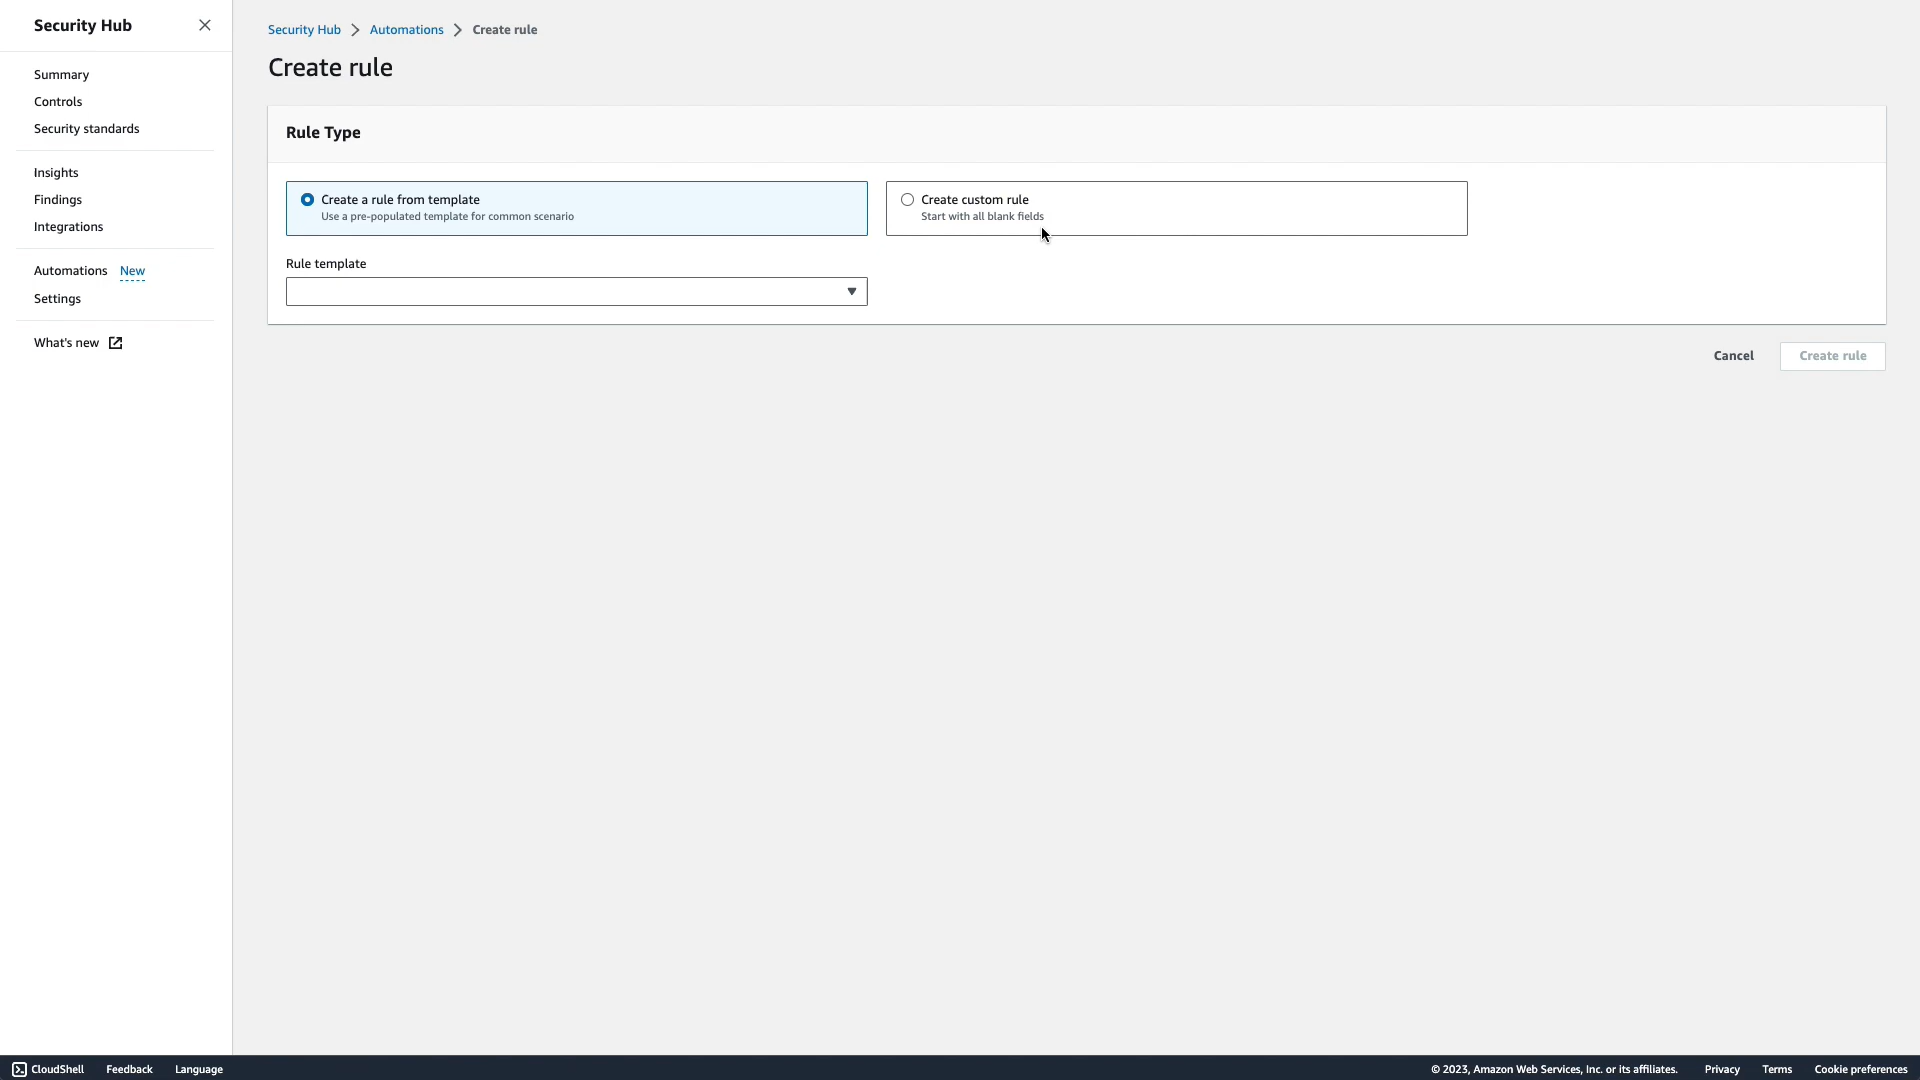 Security Hub
Summary
Controls
Security standards
Insights
Findings
Integrations
Automations New
Settings
What's new
Security Hub Automations Create rule
Create rule
Rule Type
Create a rule from template
Use a pre-populated template for common scenario
Create custom rule
Start with all blank fields
Rule template
Cancel Create rule
CloudShell Feedback Language © 2023, Amazon Web Services, Inc. or its affiliates. Privacy Terms Cookie preferences